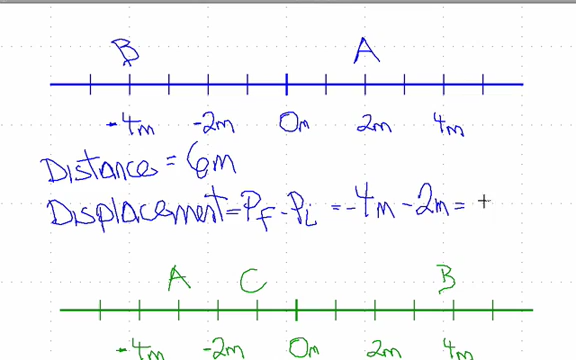 B A
-4m -2m 0m 2m 4m
Distance = 6m
Displacement = Pf - Pi = -4m - 2m = +
A C B
-4m -2m 0m 2m 4m